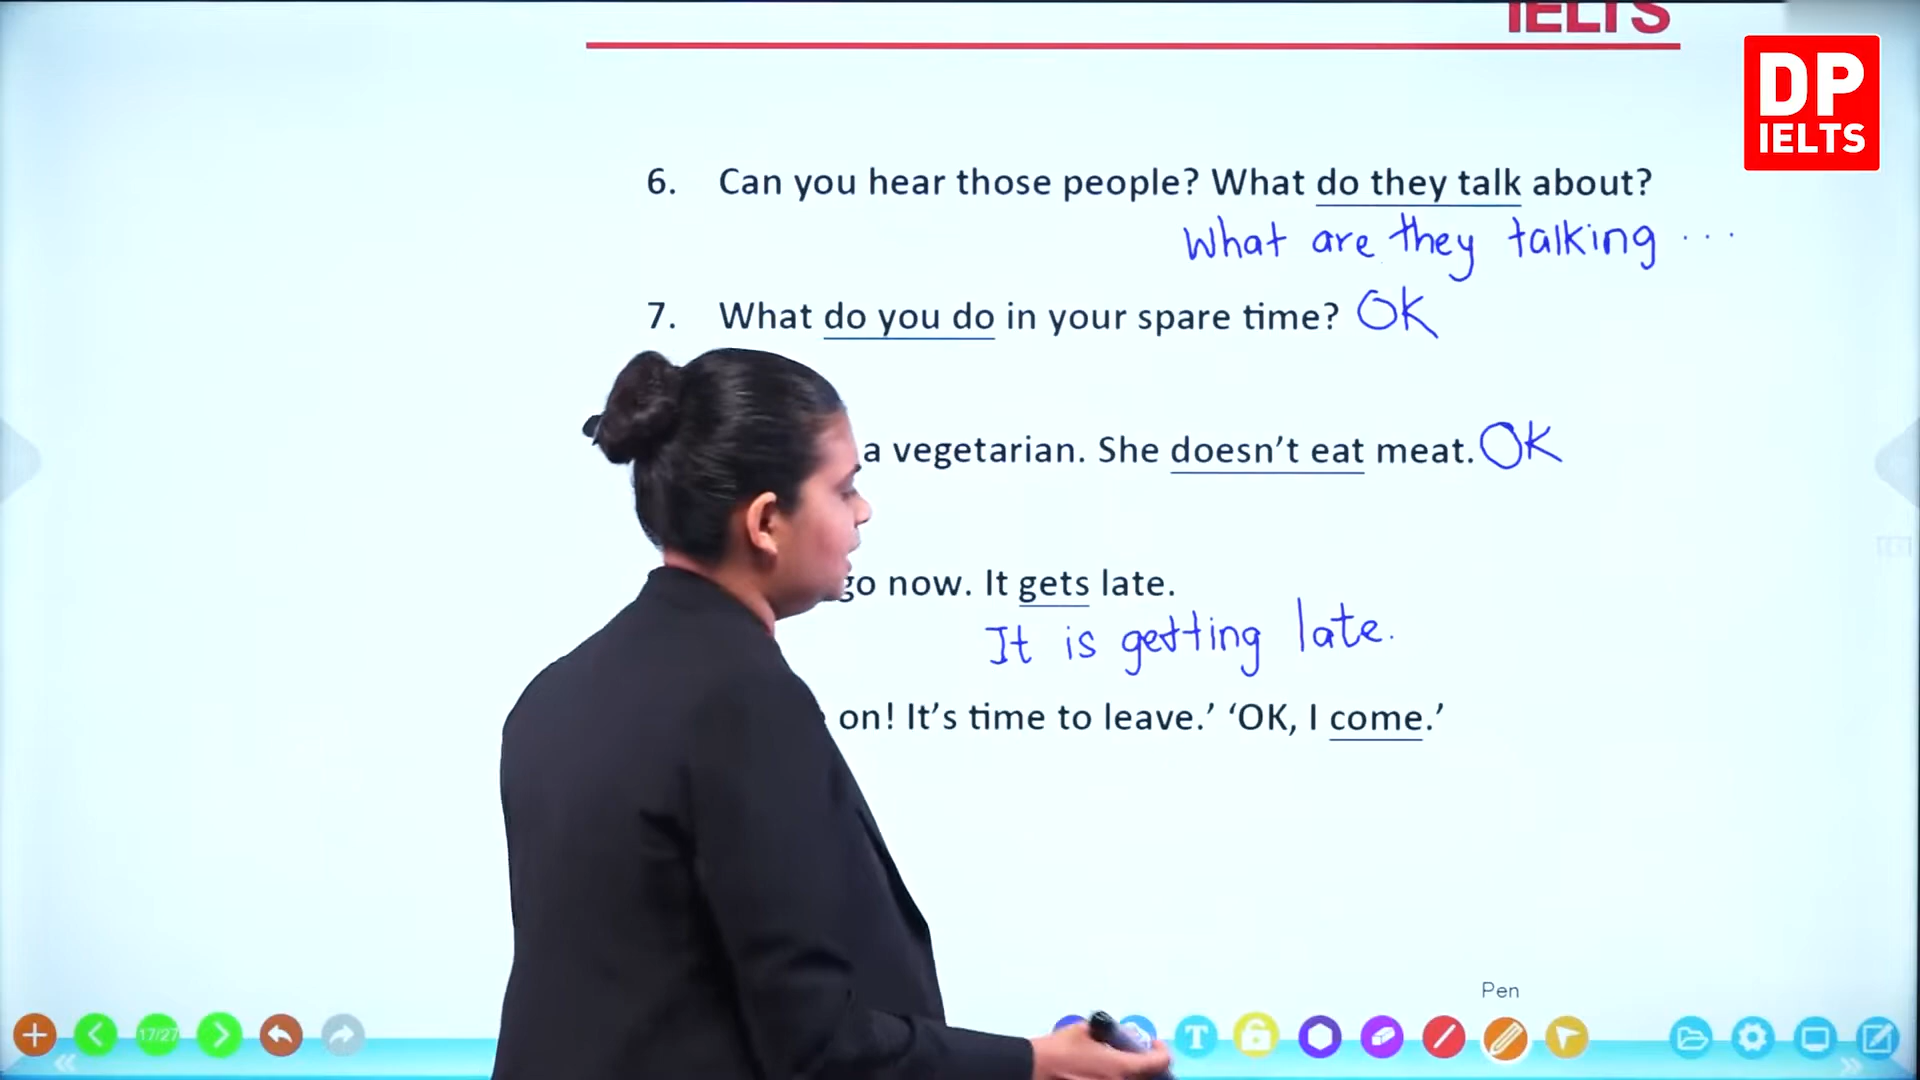 IELTS
DP
IELTS
6. Can you hear those people? What do they talk about?
What are they talking ...
7. What do you do in your spare time? OK
a vegetarian. She doesn't eat meat. OK
go now. It gets late.
It is getting late.
on! It's time to leave.' 'OK, I come.'
Pen
17/27
T